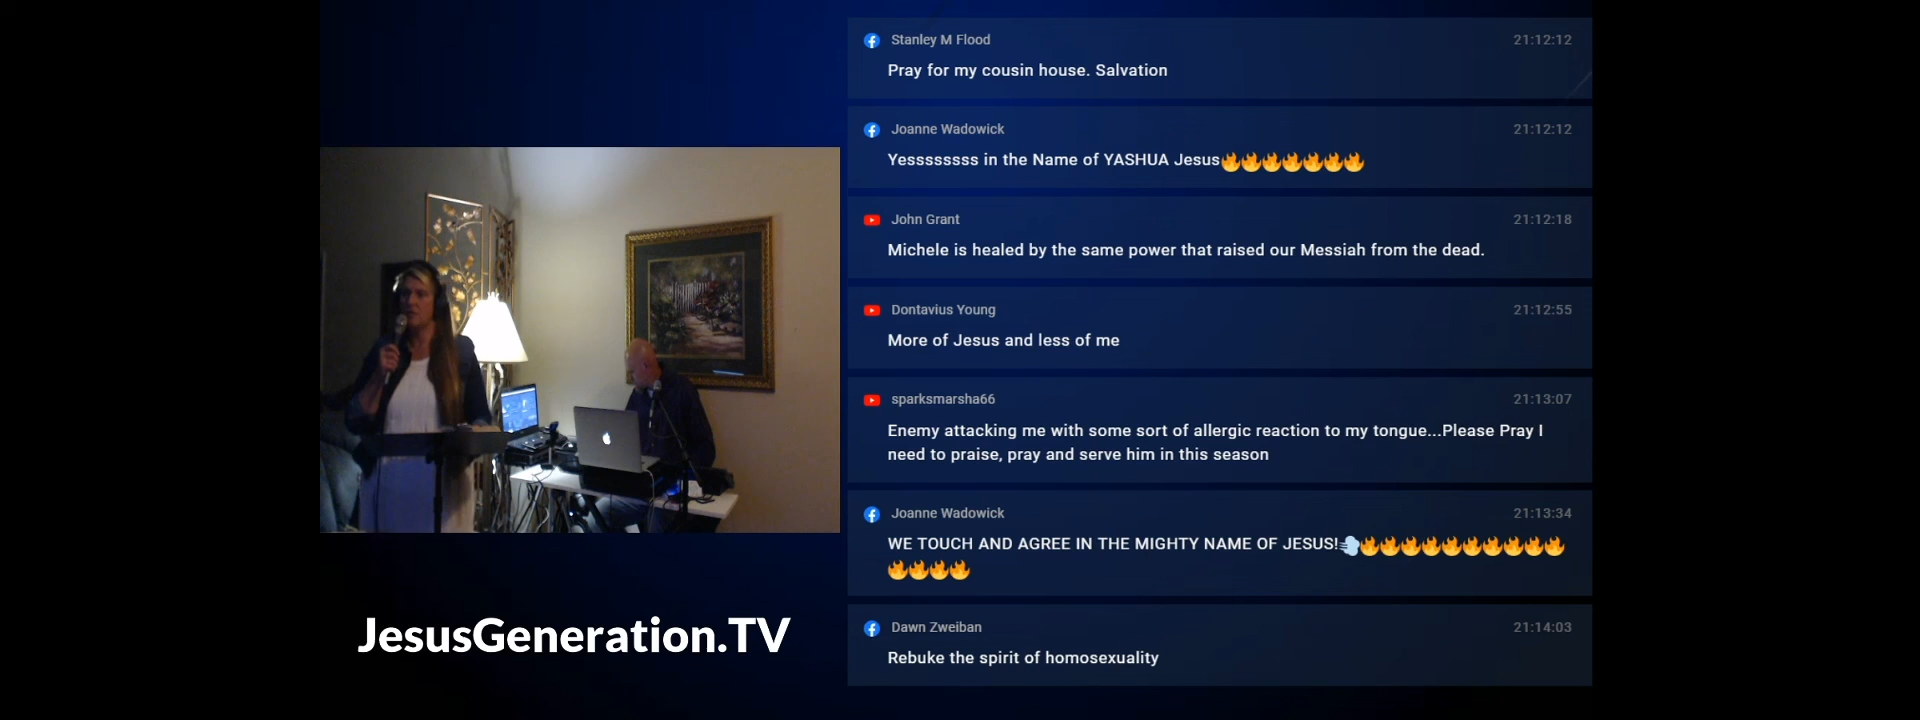 Stanley M Flood 21:12:12
Pray for my cousin house. Salvation
Joanne Wadowick 21:12:12
Yesssssssss in the Name of YASHUA Jesus🔥🔥🔥🔥🔥🔥🔥
John Grant 21:12:18
Michele is healed by the same power that raised our Messiah from the dead.
Dontavius Young 21:12:55
More of Jesus and less of me
sparksmarsha66 21:13:07
Enemy attacking me with some sort of allergic reaction to my tongue...Please Pray I
need to praise, pray and serve him in this season
Joanne Wadowick 21:13:34
WE TOUCH AND AGREE IN THE MIGHTY NAME OF JESUS!💨🔥🔥🔥🔥🔥🔥🔥🔥🔥🔥
🔥🔥🔥🔥
Dawn Zweiban 21:14:03
Rebuke the spirit of homosexuality
JesusGeneration.TV